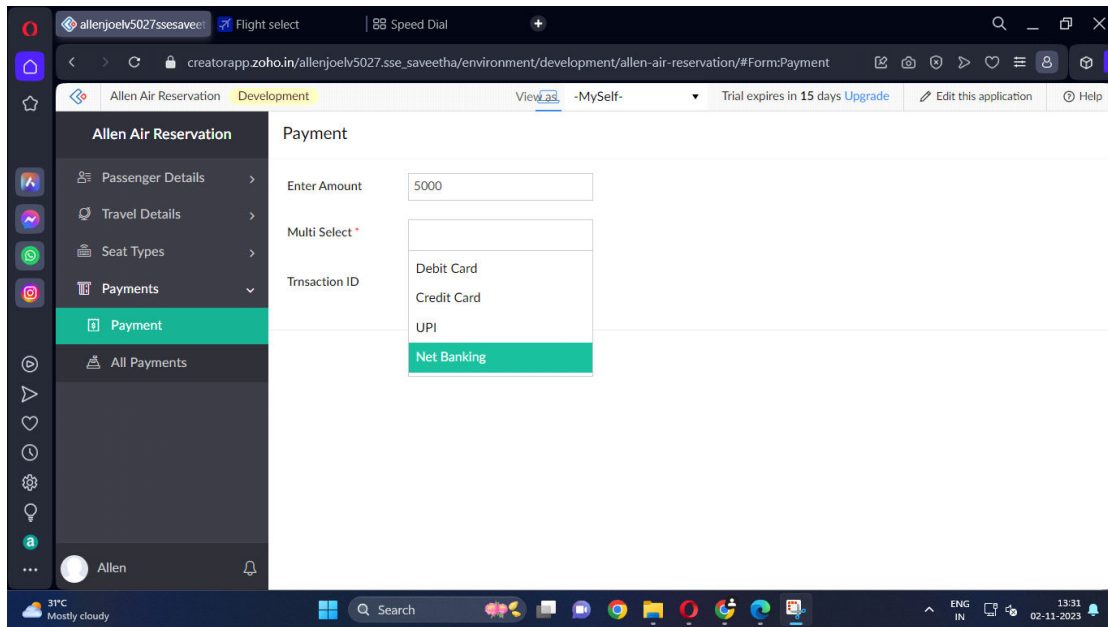 allenjoelv5027ssesaveet
Flight select
Speed Dial
creatorapp.zoho.in/allenjoelv5027.sse_saveetha/environment/development/allen-air-reservation/#Form:Payment
Allen Air Reservation Development View as -MySelf- Trial expires in 15 days Upgrade Edit this application Help
Allen Air Reservation
Passenger Details
Travel Details
Seat Types
Payments
Payment
All Payments
Allen
Payment
Enter Amount 5000
Multi Select *
Debit Card
Credit Card
UPI
Net Banking
Trnsaction ID
31°C
Mostly cloudy
Search
ENG
IN
13:31
02-11-2023